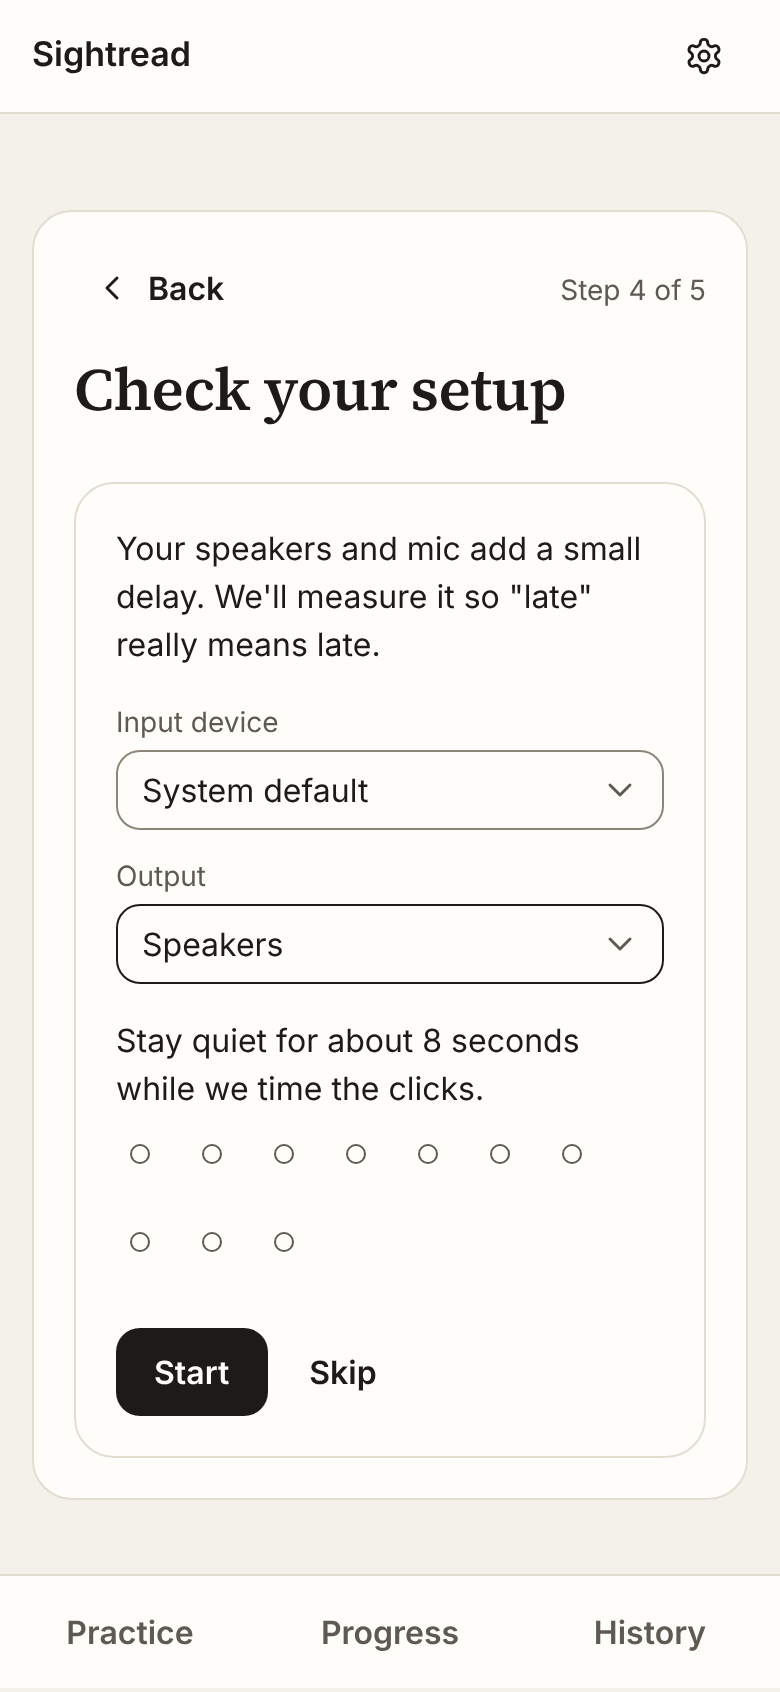 Sightread
Back
Step 4 of 5
Check your setup
Your speakers and mic add a small
delay. We'll measure it so "late"
really means late.
Input device
System default
Output
Speakers
Stay quiet for about 8 seconds
while we time the clicks.
Start
Skip
Practice
Progress
History